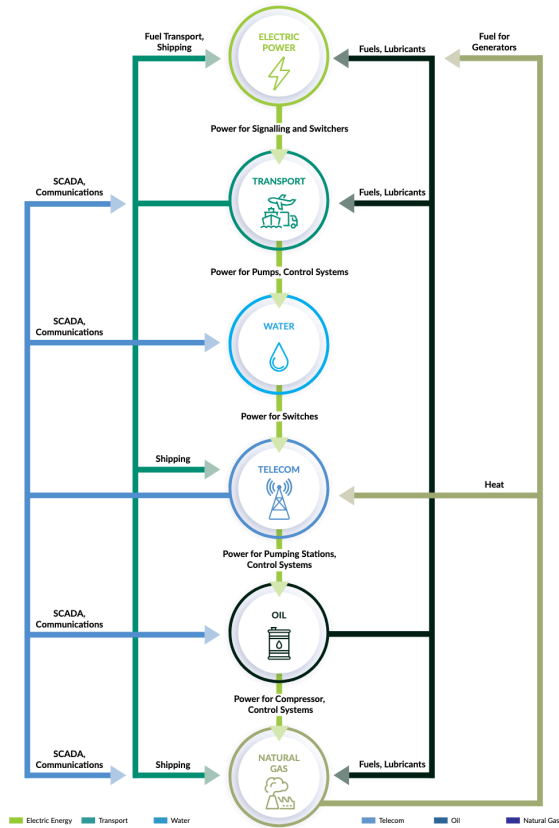 Fuel Transport,
Shipping
ELECTRIC
POWER
Fuels, Lubricants
Fuel for
Generators
Power for Signalling and Switchers
SCADA,
Communications
TRANSPORT
Fuels, Lubricants
Power for Pumps, Control Systems
SCADA,
Communications
WATER
Power for Switches
Shipping
TELECOM
Heat
Power for Pumping Stations,
Control Systems
SCADA,
Communications
OIL
Power for Compressor,
Control Systems
SCADA,
Communications
Shipping
NATURAL
GAS
Fuels, Lubricants
Electric Energy
Transport
Water
Telecom
Oil
Natural Gas